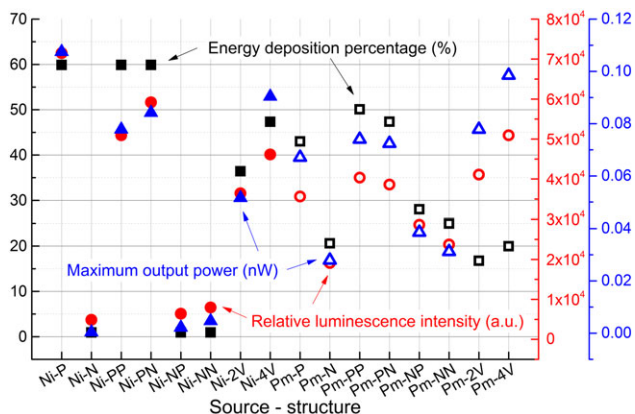 70
60
50
40
30
20
10
0
8x10⁴
7x10⁴
6x10⁴
5x10⁴
4x10⁴
3x10⁴
2x10⁴
1x10⁴
0
0.12
0.10
0.08
0.06
0.04
0.02
0.00
Energy deposition percentage (%)
Maximum output power (nW)
Relative luminescence intensity (a.u.)
Ni-P
Ni-N
Ni-PP
Ni-PN
Ni-NP
Ni-NN
Ni-2V
Ni-4V
Pm-P
Pm-N
Pm-PP
Pm-PN
Pm-NP
Pm-NN
Pm-2V
Pm-4V
Source - structure